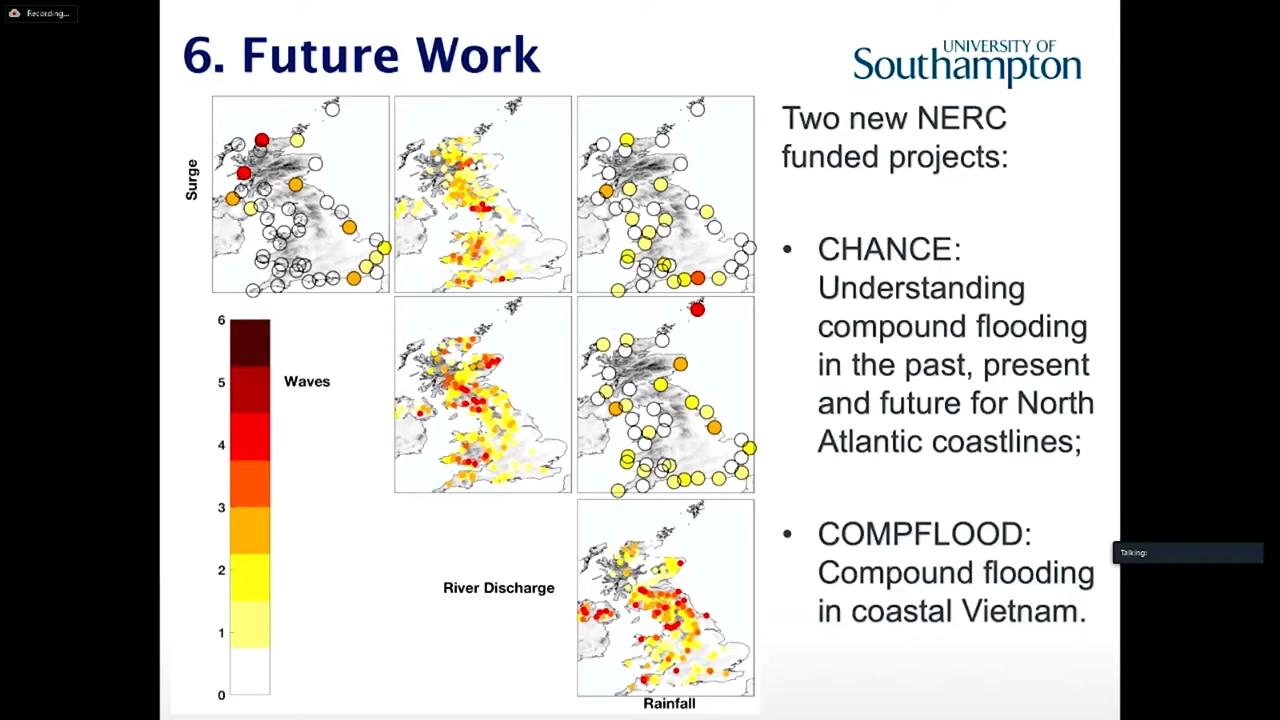 Recording...
6. Future Work
UNIVERSITY OF
Southampton
Surge
6
5
4
3
2
1
0
Waves
River Discharge
Rainfall
Two new NERC
funded projects:
• CHANCE:
Understanding
compound flooding
in the past, present
and future for North
Atlantic coastlines;
• COMPFLOOD:
Compound flooding
in coastal Vietnam.
Talking: